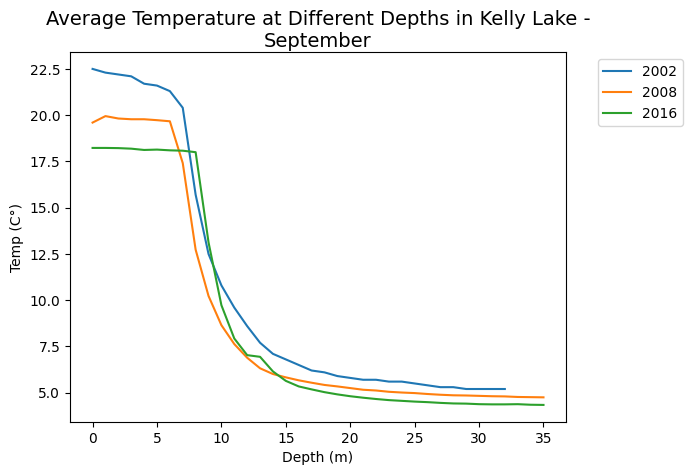 Average Temperature at Different Depths in Kelly Lake -
September
22.5
20.0
17.5
15.0
12.5
10.0
7.5
5.0
Temp (C°)
0 5 10 15 20 25 30 35
Depth (m)
2002
2008
2016